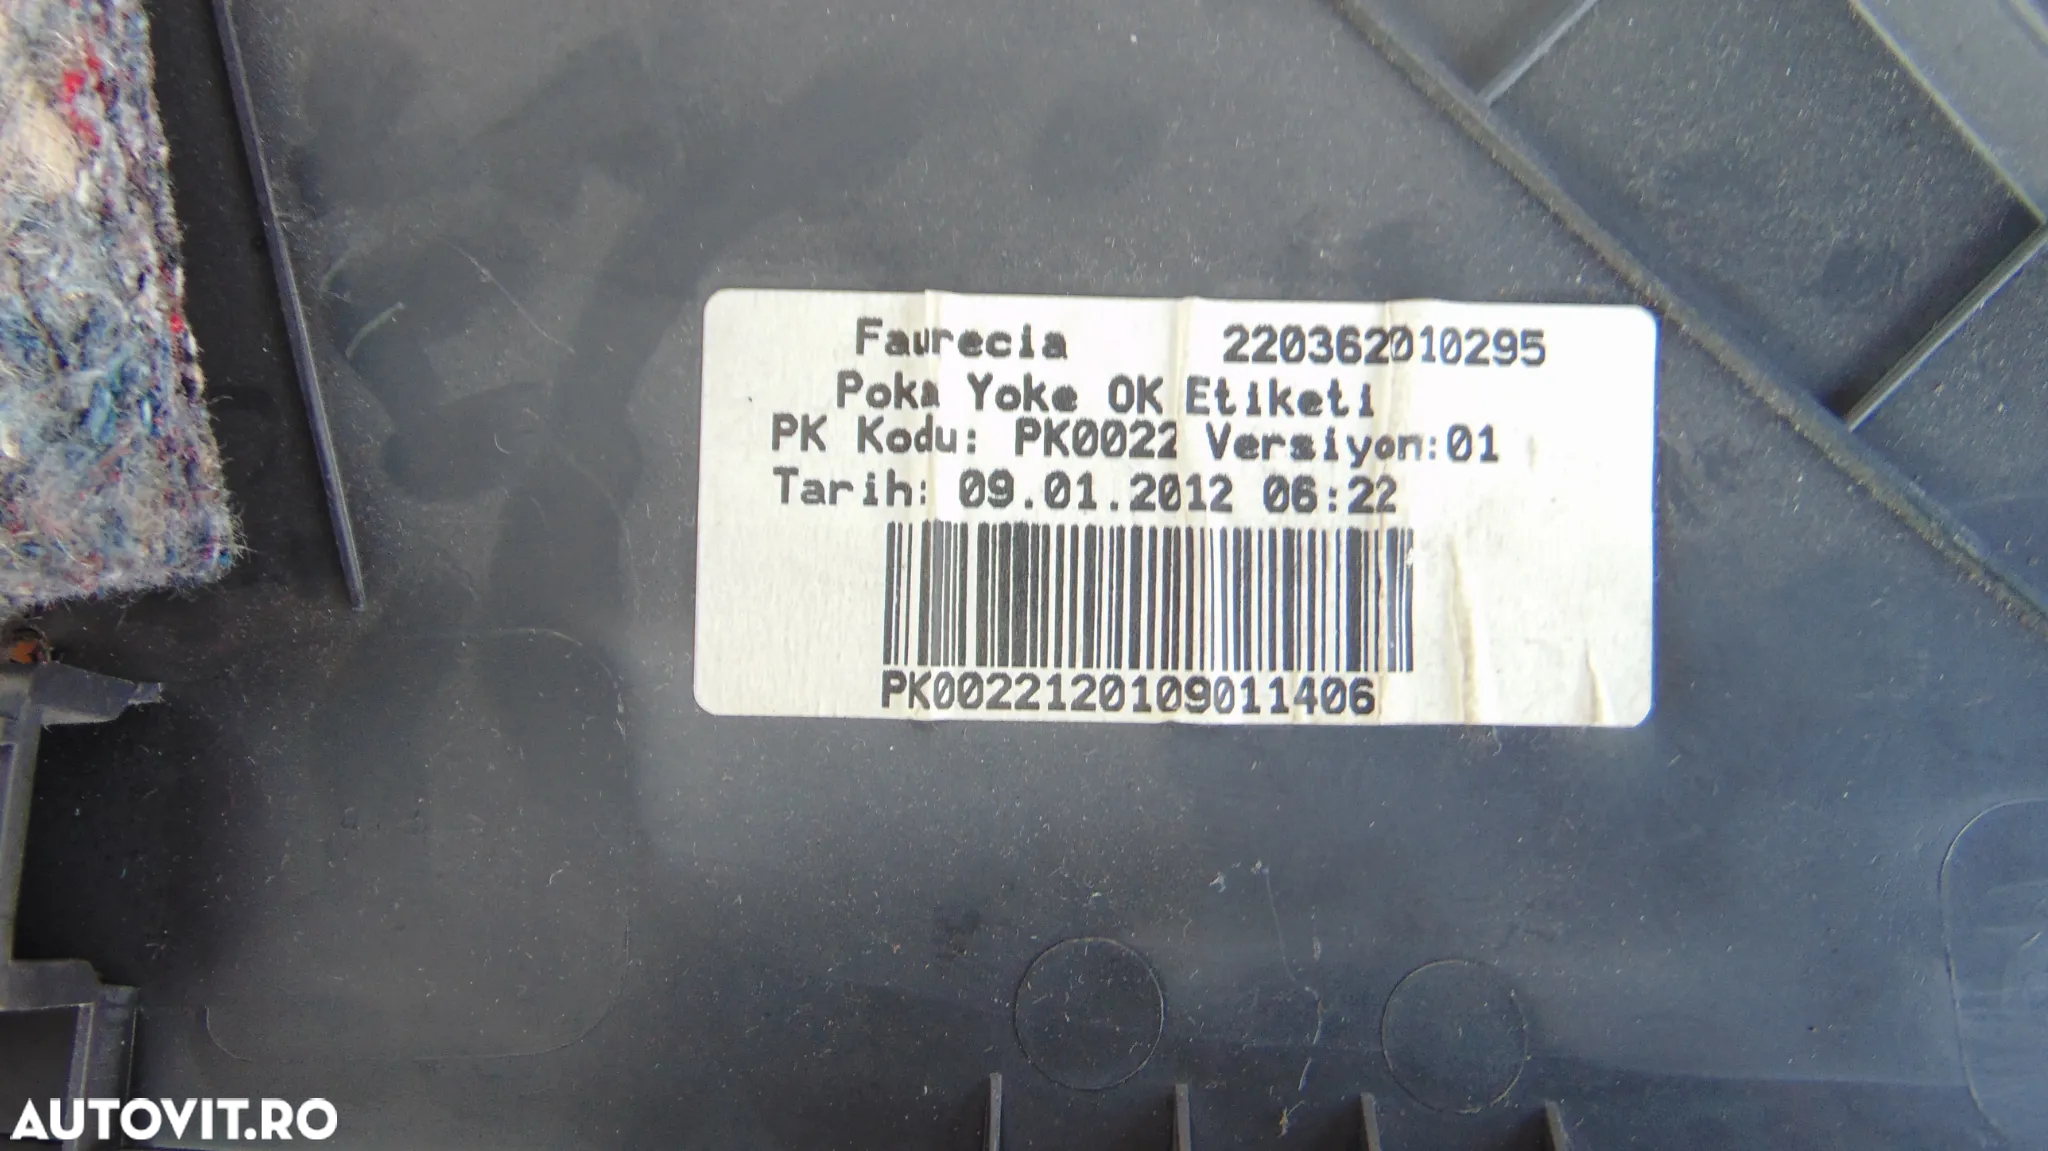 Faurecia 220362010295
Poka Yoke OK Etiketi
PK Kodu: PK0022 Versiyon:01
Tarih: 09.01.2012 06:22
PK0022120109011406
AUTOVIT.RO